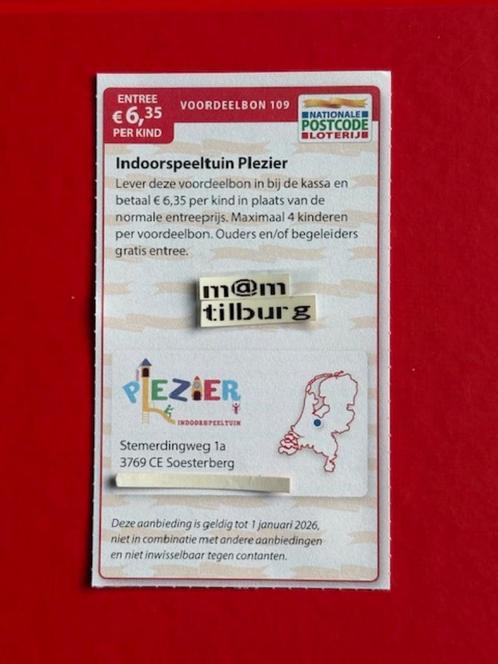 ENTREE
€ 6,35
PER KIND
VOORDEELBON 109
NATIONALE
POSTCODE
LOTERIJ
Indoorspeeltuin Plezier
Lever deze voordeelbon in bij de kassa en
betaal € 6,35 per kind in plaats van de
normale entreeprijs. Maximaal 4 kinderen
per voordeelbon. Ouders en/of begeleiders
gratis entree.
m@m
tilburg
PLEZIER
INDOORSPEELTUIN
Stemerdingweg 1a
3769 CE Soesterberg
Deze aanbieding is geldig tot 1 januari 2026,
niet in combinatie met andere aanbiedingen
en niet inwisselbaar tegen contanten.